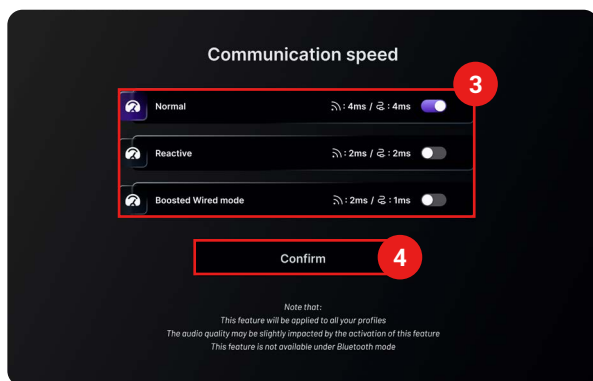 Communication speed
3
Normal : 4ms / : 4ms
Reactive : 2ms / : 2ms
Boosted Wired mode : 2ms / : 1ms
Confirm 4
Note that:
This feature will be applied to all your profiles
The audio quality may be slightly impacted by the activation of this feature
This feature is not available under Bluetooth mode